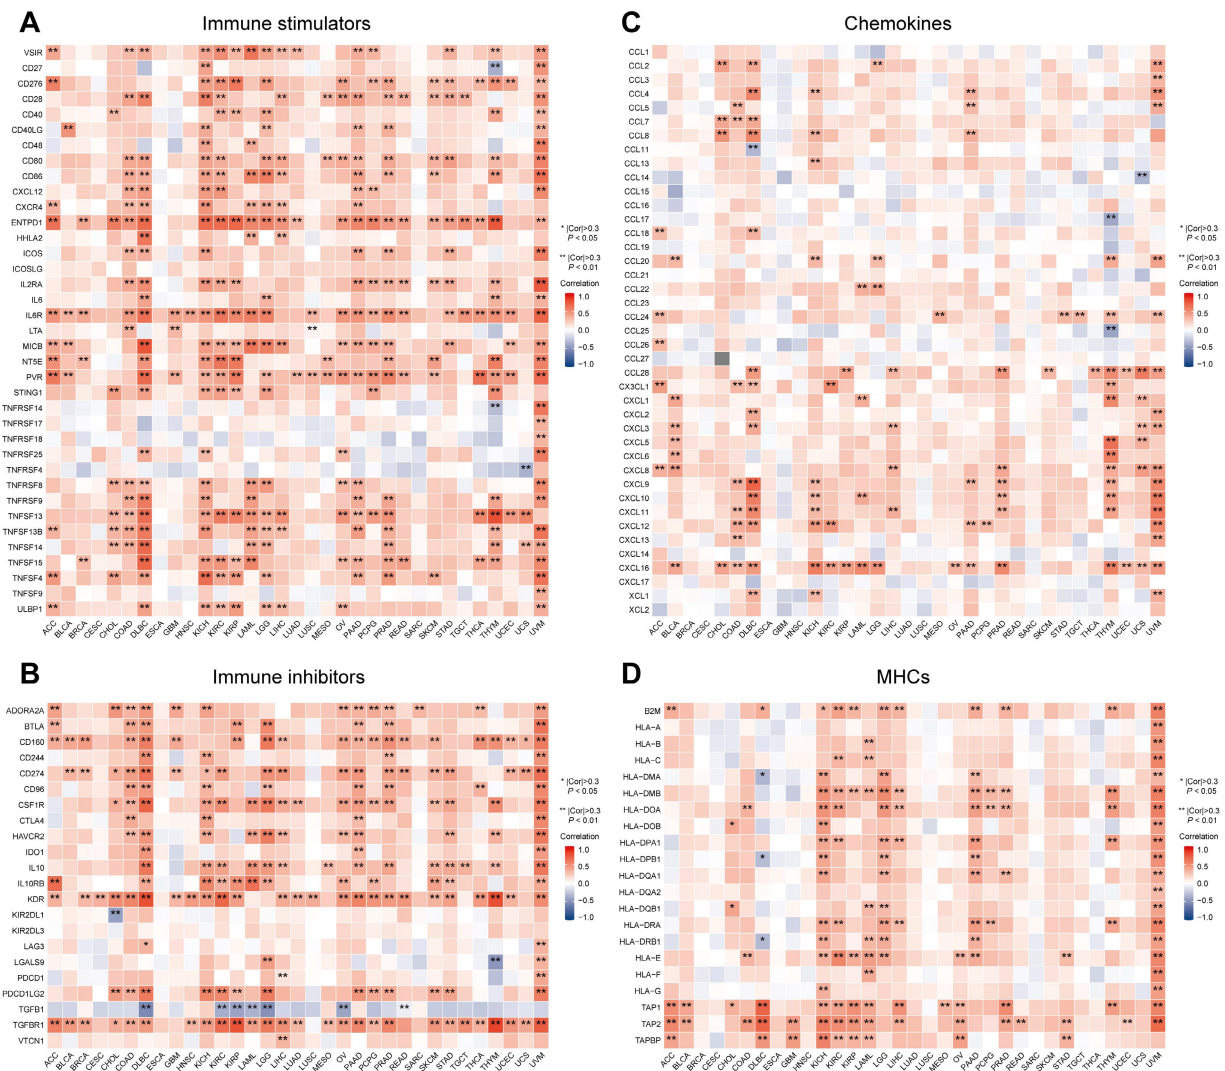 A
Immune stimulators
VSIR
CD27
CD276
CD28
CD40
CD40LG
CD48
CD80
CD86
CXCL12
CXCR4
ENTPD1
HHLA2
ICOS
ICOSLG
IL2RA
IL6
IL6R
LTA
MICB
NT5E
PVR
STING1
TNFRSF14
TNFRSF17
TNFRSF18
TNFRSF25
TNFRSF4
TNFRSF8
TNFRSF9
TNFSF13
TNFSF13B
TNFSF14
TNFSF15
TNFSF4
TNFSF9
ULBP1
ACC BLCA BRCA CESC CHOL COAD DLBC ESCA GBM HNSC KICH KIRC KIRP LAML LGG LIHC LUAD LUSC MESO OV PAAD PCPG PRAD READ SARC SKCM STAD TGCT THCA THYM UCEC UCS UVM
* |Cor|>0.3
P < 0.05
** |Cor|>0.3
P < 0.01
Correlation
1.0
0.5
0.0
−0.5
−1.0
C
Chemokines
CCL1
CCL2
CCL3
CCL4
CCL5
CCL7
CCL8
CCL11
CCL13
CCL14
CCL15
CCL16
CCL17
CCL18
CCL19
CCL20
CCL21
CCL22
CCL23
CCL24
CCL25
CCL26
CCL27
CCL28
CX3CL1
CXCL1
CXCL2
CXCL3
CXCL5
CXCL6
CXCL8
CXCL9
CXCL10
CXCL11
CXCL12
CXCL13
CXCL14
CXCL16
CXCL17
XCL1
XCL2
ACC BLCA BRCA CESC CHOL COAD DLBC ESCA GBM HNSC KICH KIRC KIRP LAML LGG LIHC LUAD LUSC MESO OV PAAD PCPG PRAD READ SARC SKCM STAD TGCT THCA THYM UCEC UCS UVM
* |Cor|>0.3
P < 0.05
** |Cor|>0.3
P < 0.01
Correlation
1.0
0.5
0.0
−0.5
−1.0
B
Immune inhibitors
ADORA2A
BTLA
CD160
CD244
CD274
CD96
CSF1R
CTLA4
HAVCR2
IDO1
IL10
IL10RB
KDR
KIR2DL1
KIR2DL3
LAG3
LGALS9
PDCD1
PDCD1LG2
TGFB1
TGFBR1
VTCN1
ACC BLCA BRCA CESC CHOL COAD DLBC ESCA GBM HNSC KICH KIRC KIRP LAML LGG LIHC LUAD LUSC MESO OV PAAD PCPG PRAD READ SARC SKCM STAD TGCT THCA THYM UCEC UCS UVM
* |Cor|>0.3
P < 0.05
** |Cor|>0.3
P < 0.01
Correlation
1.0
0.5
0.0
−0.5
−1.0
D
MHCs
B2M
HLA−A
HLA−B
HLA−C
HLA−DMA
HLA−DMB
HLA−DOA
HLA−DOB
HLA−DPA1
HLA−DPB1
HLA−DQA1
HLA−DQA2
HLA−DQB1
HLA−DRA
HLA−DRB1
HLA−E
HLA−F
HLA−G
TAP1
TAP2
TAPBP
ACC BLCA BRCA CESC CHOL COAD DLBC ESCA GBM HNSC KICH KIRC KIRP LAML LGG LIHC LUAD LUSC MESO OV PAAD PCPG PRAD READ SARC SKCM STAD TGCT THCA THYM UCEC UCS UVM
* |Cor|>0.3
P < 0.05
** |Cor|>0.3
P < 0.01
Correlation
1.0
0.5
0.0
−0.5
−1.0